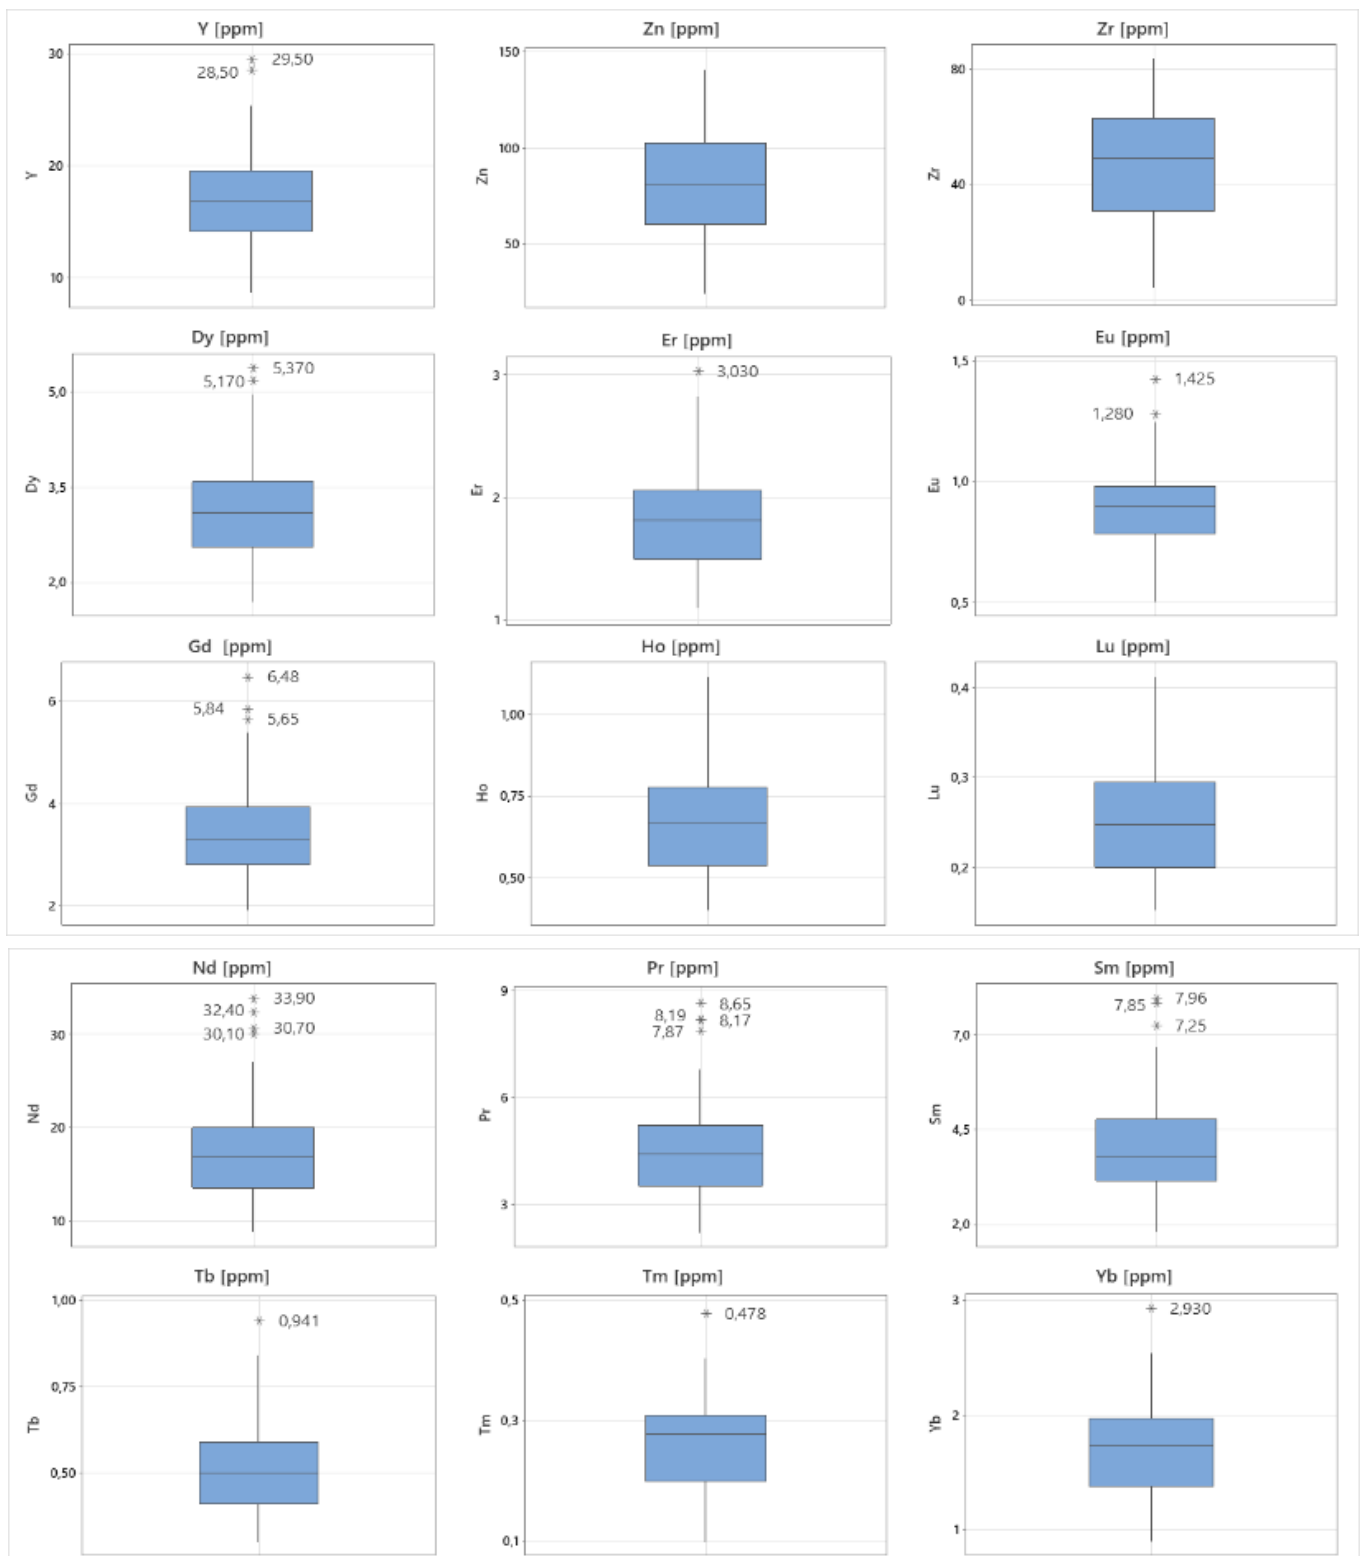 Y [ppm]
30
29,50
28,50
20
Y
10
Zn [ppm]
150
100
Zn
50
Zr [ppm]
80
Zr
40
0
Dy [ppm]
5,370
5,170
5,0
3,5
Dy
2,0
Er [ppm]
3
3,030
2
Er
1
Eu [ppm]
1,5
1,425
1,280
1,0
Eu
0,5
Gd [ppm]
6,48
6
5,84
5,65
4
Gd
2
Ho [ppm]
1,00
0,75
Ho
0,50
Lu [ppm]
0,4
0,3
Lu
0,2
Nd [ppm]
33,90
32,40
30,70
30,10
30
20
Nd
10
Pr [ppm]
9
8,65
8,19
8,17
7,87
6
Pr
3
Sm [ppm]
7,96
7,85
7,25
7,0
4,5
Sm
2,0
Tb [ppm]
1,00
0,941
0,75
Tb
0,50
Tm [ppm]
0,5
0,478
0,3
Tm
0,1
Yb [ppm]
3
2,930
2
Yb
1